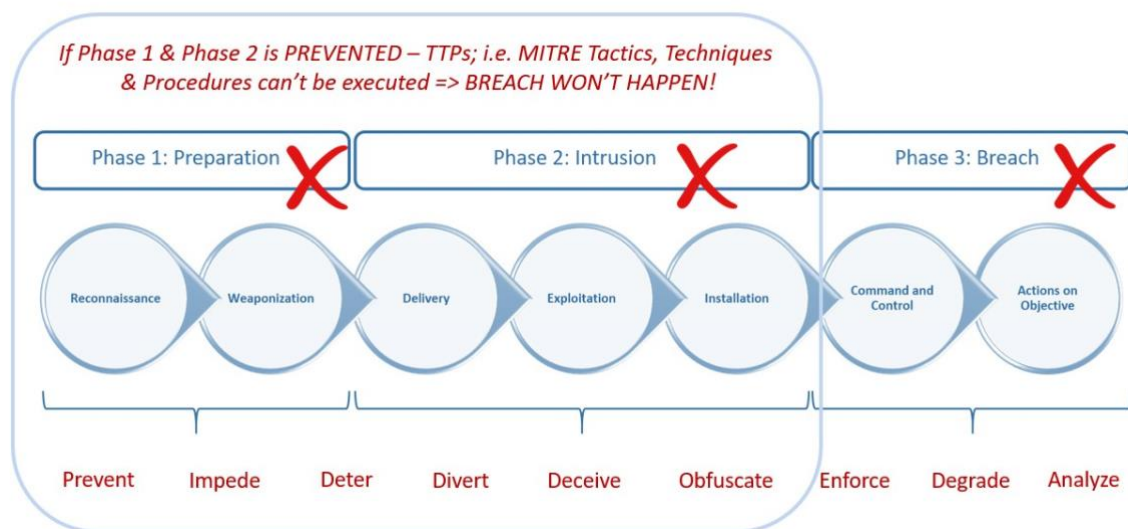 If Phase 1 & Phase 2 is PREVENTED – TTPs; i.e. MITRE Tactics, Techniques
& Procedures can’t be executed => BREACH WON’T HAPPEN!
Phase 1: Preparation
Phase 2: Intrusion
Phase 3: Breach
Reconnaissance
Weaponization
Delivery
Exploitation
Installation
Command and
Control
Actions on
Objective
Prevent
Impede
Deter
Divert
Deceive
Obfuscate
Enforce
Degrade
Analyze